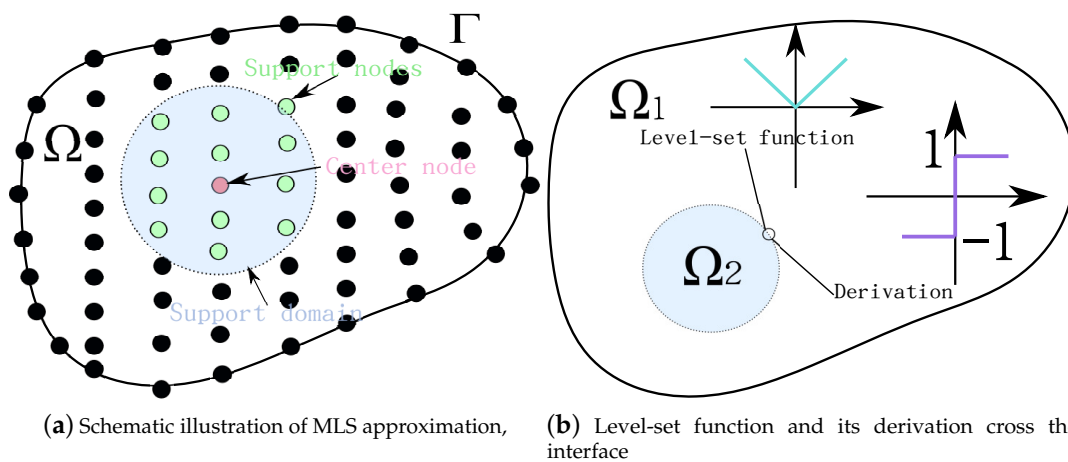 Γ
Support nodes
Ω
Center node
Support domain
Ω1
Level-set function
1
-1
Ω2
Derivation
(a) Schematic illustration of MLS approximation,
(b) Level-set function and its derivation cross th
interface